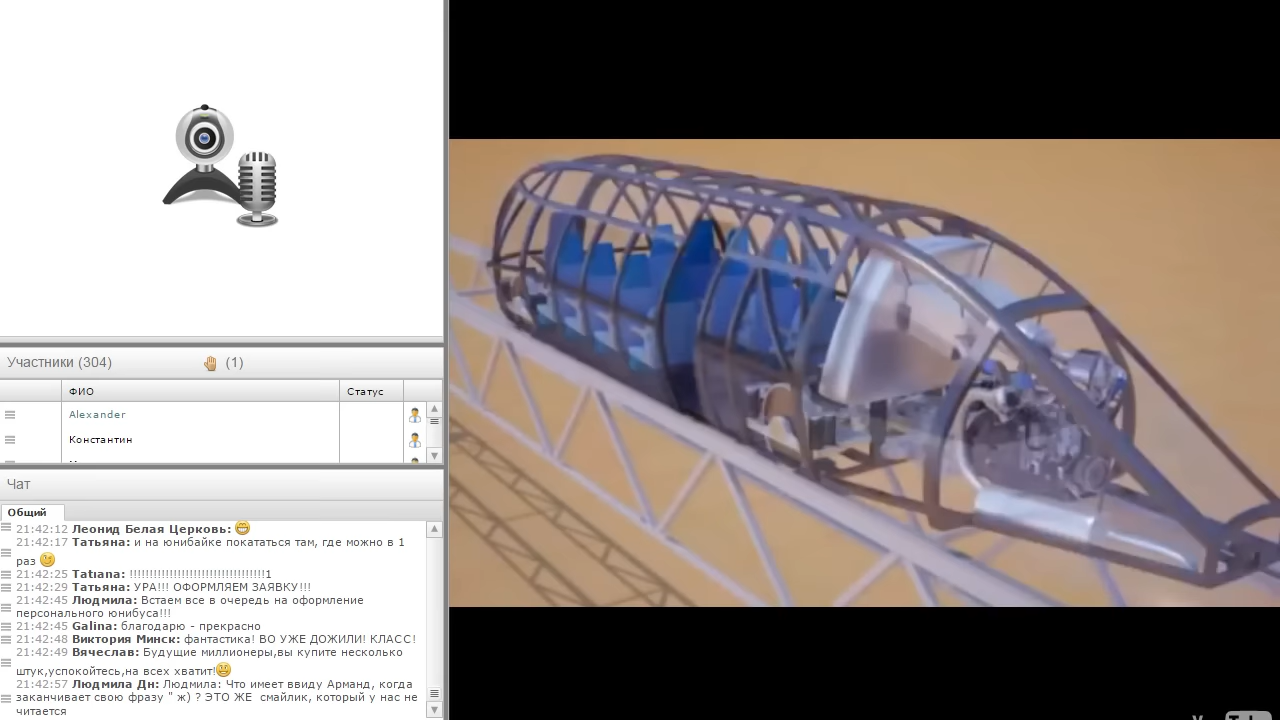 Участники (304)
(1)
ФИО
Статус
Alexander
Константин
Чат
Общий
21:42:12 Леонид Белая Церковь:
21:42:17 Татьяна: и на юнибайке покататься там, где можно в 1
раз
21:42:25 Tatiana: !!!!!!!!!!!!!!!!!!!!!!!!!!!!!!!!!!1
21:42:29 Татьяна: УРА!!! ОФОРМЛЯЕМ ЗАЯВКУ!!!
21:42:45 Людмила: Встаем все в очередь на оформление
персонального юнибуса!!!
21:42:45 Galina: благодарю - прекрасно
21:42:48 Виктория Минск: фантастика! ВО УЖЕ ДОЖИЛИ! КЛАСС!
21:42:49 Вячеслав: Будущие миллионеры,вы купите несколько
штук,успокойтесь,на всех хватит!
21:42:57 Людмила Дн: Людмила: Что имеет ввиду Арманд, когда
заканчивает свою фразу " ж) ? ЭТО ЖЕ смайлик, который у нас не
читается